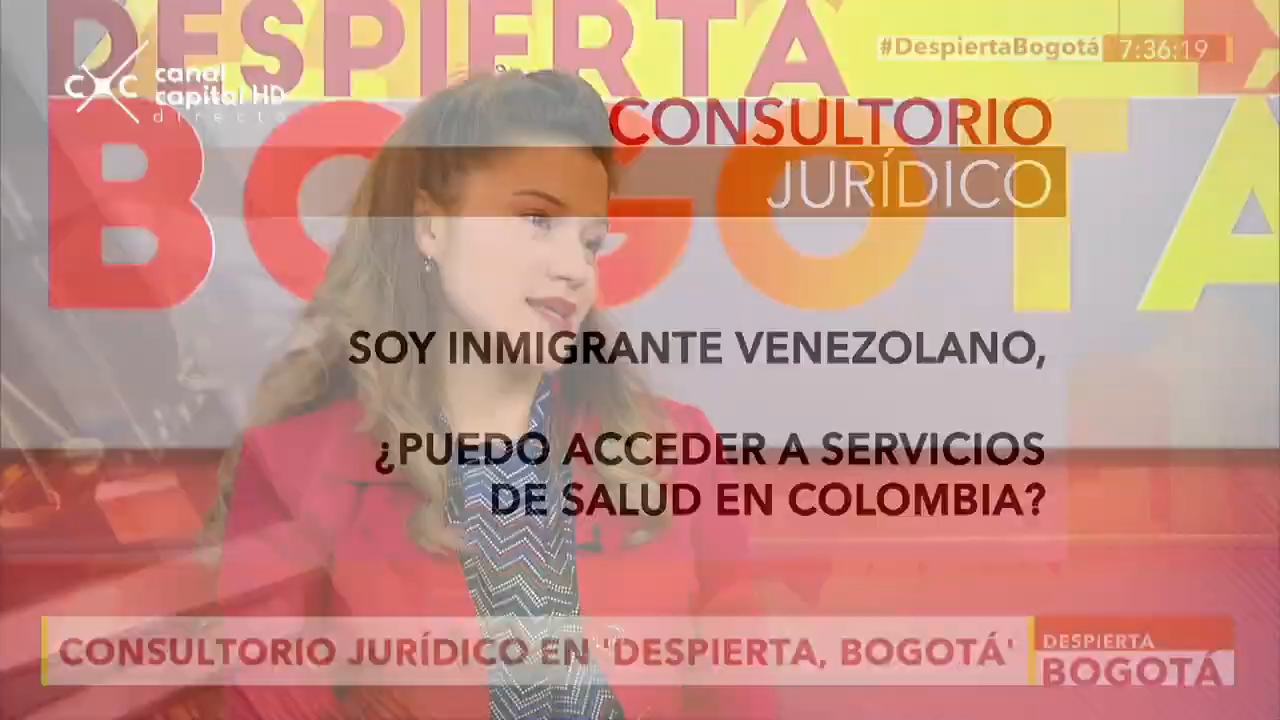 DESPIERTA
#DespiertaBogotá 7:36:19
canal
capital HD
directo
BOGOTÁ
CONSULTORIO
JURÍDICO
SOY INMIGRANTE VENEZOLANO,
¿PUEDO ACCEDER A SERVICIOS
DE SALUD EN COLOMBIA?
CONSULTORIO JURÍDICO EN 'DESPIERTA, BOGOTÁ'
DESPIERTA
BOGOTÁ